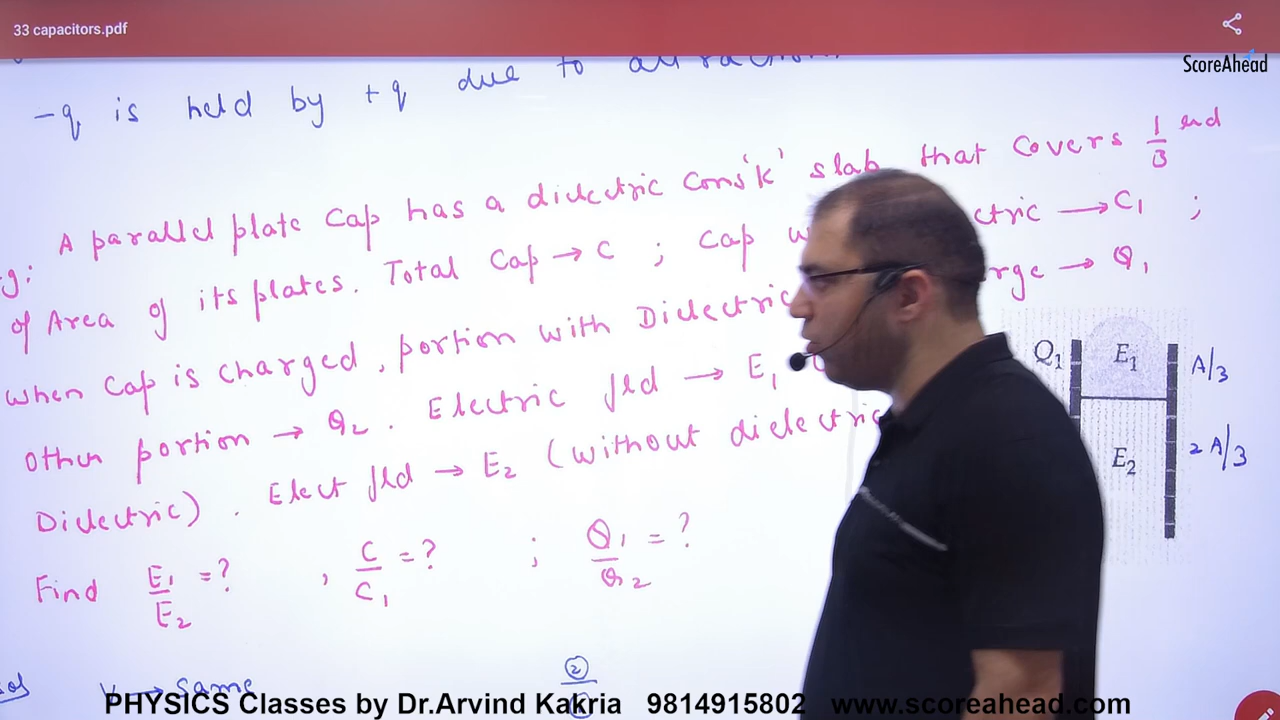 33 capacitors.pdf
ScoreAhead
-q is held by +q due to
A parallel plate Cap has a dielectric Cons 'K' slab that Covers 1/3 rd
g: of Area of its plates. Total Cap → C ; Cap w ctric → C1 ;
When Cap is charged, portion with Dielectric rge → Q1
Other portion → Q2. Electric fld → E1
Dielectric). Elect fld → E2 (without dielectric
Find E1/E2 = ? , C/C1 = ? ; Q1/Q2 = ?
V → same 2
Q1 E1 A/3
E2 2A/3
PHYSICS Classes by Dr.Arvind Kakria 9814915802 www.scoreahead.com